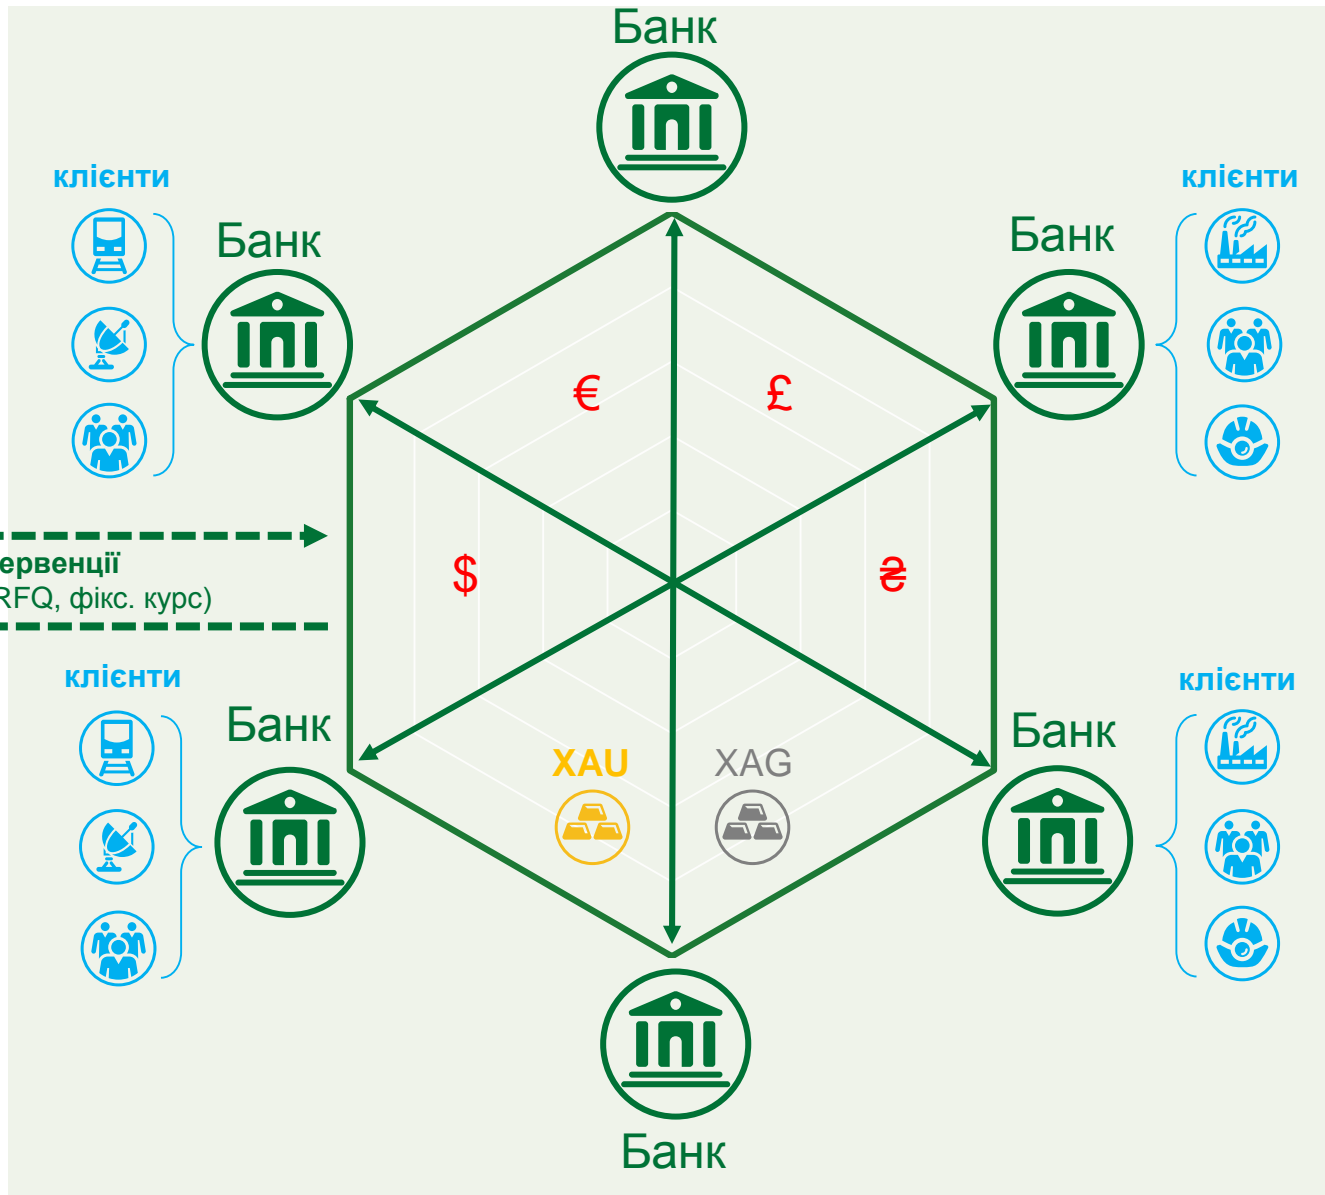 Банк
клієнти
клієнти
Банк
Банк
€
£
ервенції
RFQ, фікс. курс)
$
₴
клієнти
клієнти
Банк
Банк
XAU
XAG
Банк